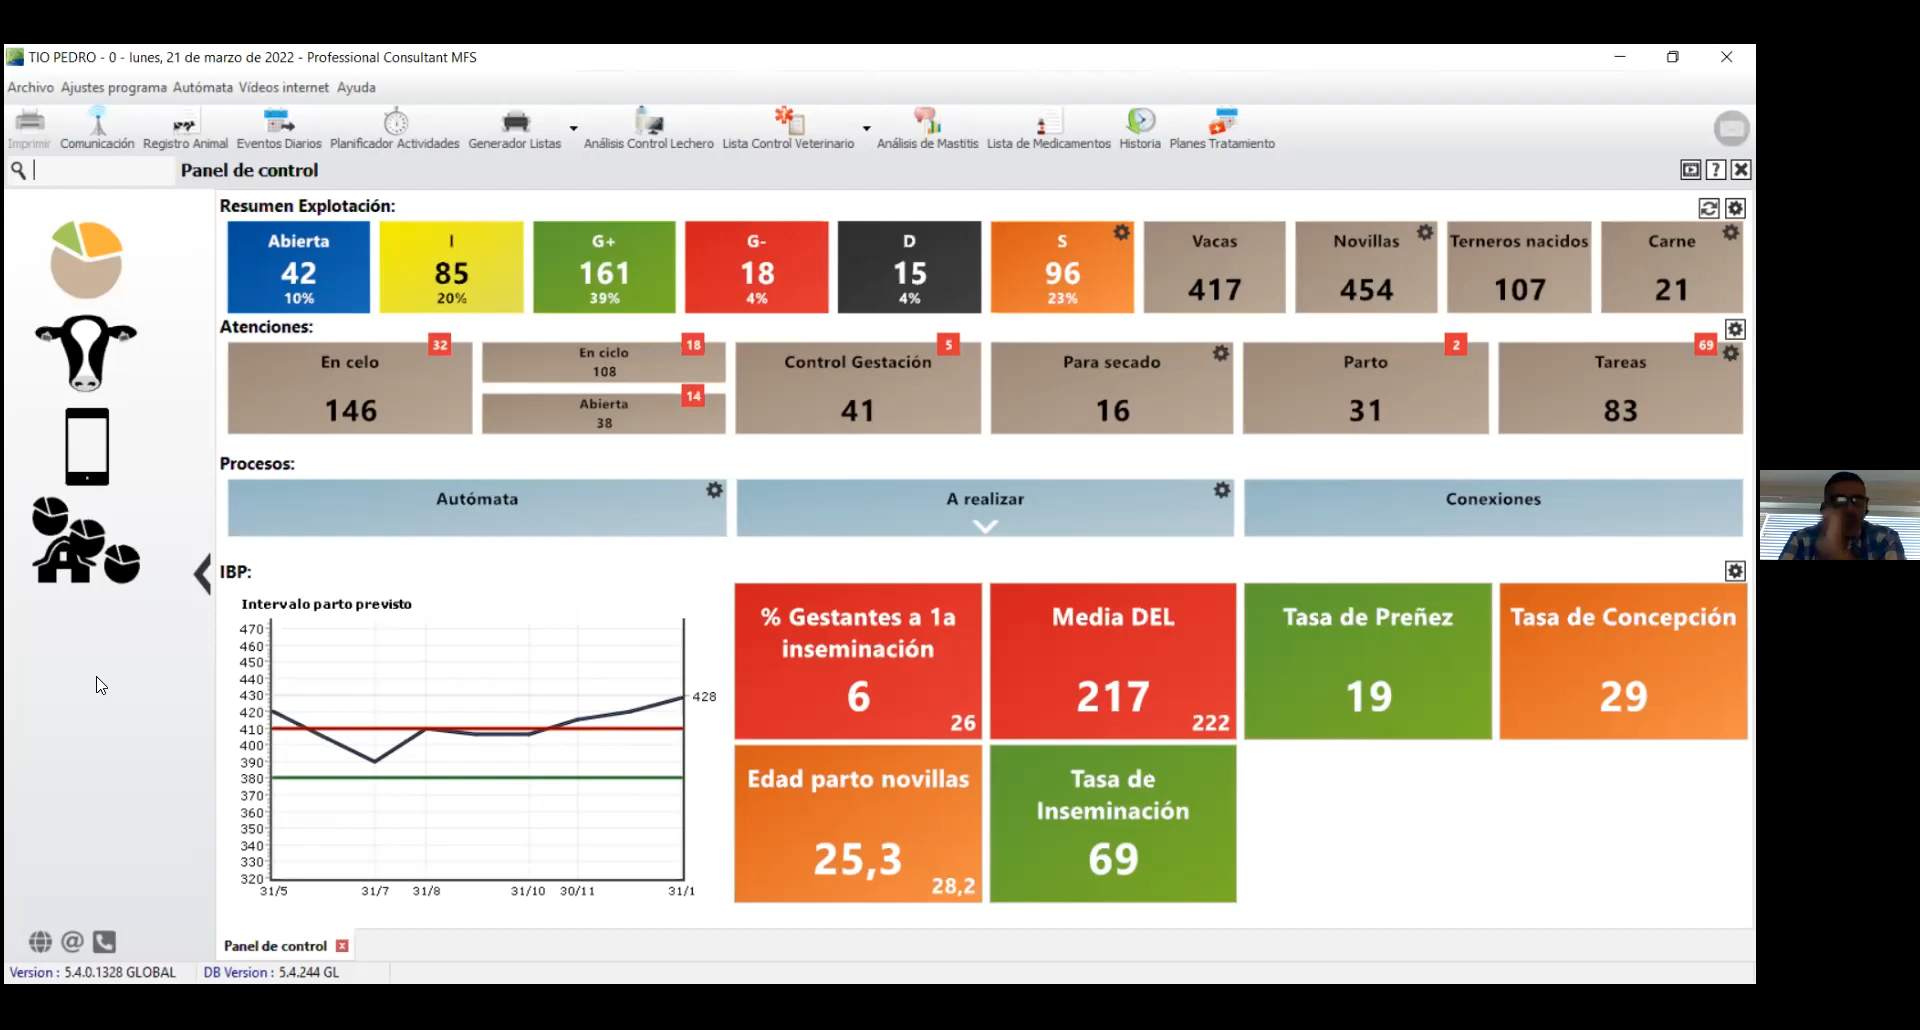 TIO PEDRO - 0 - lunes, 21 de marzo de 2022 - Professional Consultant MFS
Archivo Ajustes programa Autómata Vídeos internet Ayuda
Imprimir Comunicación Registro Animal Eventos Diarios Planificador Actividades Generador Listas Análisis Control Lechero Lista Control Veterinario Análisis de Mastitis Lista de Medicamentos Historia Planes Tratamiento
Panel de control
Resumen Explotación:
Abierta
42
10%
I
85
20%
G+
161
39%
G-
18
4%
D
15
4%
S
96
23%
Vacas
417
Novillas
454
Terneros nacidos
107
Carne
21
Atenciones:
En celo
32
146
En ciclo
18
108
Abierta
14
38
Control Gestación
5
41
Para secado
16
Parto
2
31
Tareas
69
83
Procesos:
Autómata
A realizar
Conexiones
IBP:
Intervalo parto previsto
470
460
450
440
430
420
410
400
390
380
370
360
350
340
330
320
428
31/5 31/7 31/8 31/10 30/11 31/1
% Gestantes a 1a
inseminación
6
26
Media DEL
217
222
Tasa de Preñez
19
Tasa de Concepción
29
Edad parto novillas
25,3
28,2
Tasa de
Inseminación
69
Panel de control
Version : 5.4.0.1328 GLOBAL DB Version : 5.4.244 GL